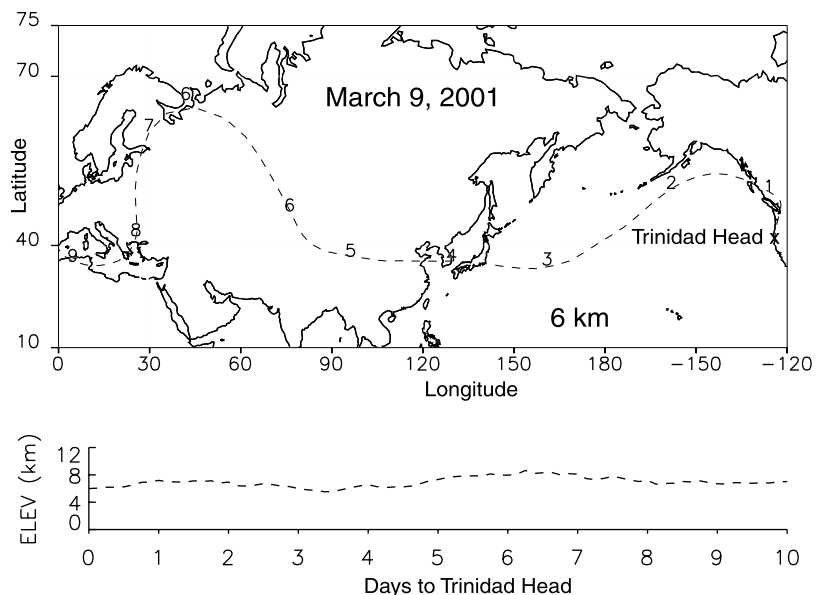 75
70
40
10
Latitude
March 9, 2001
6
7
8
9
6
5
4
3
2
1
Trinidad Head x
6 km
0 30 60 90 120 150 180 −150 −120
Longitude
ELEV (km)
12
8
4
0
0 1 2 3 4 5 6 7 8 9 10
Days to Trinidad Head